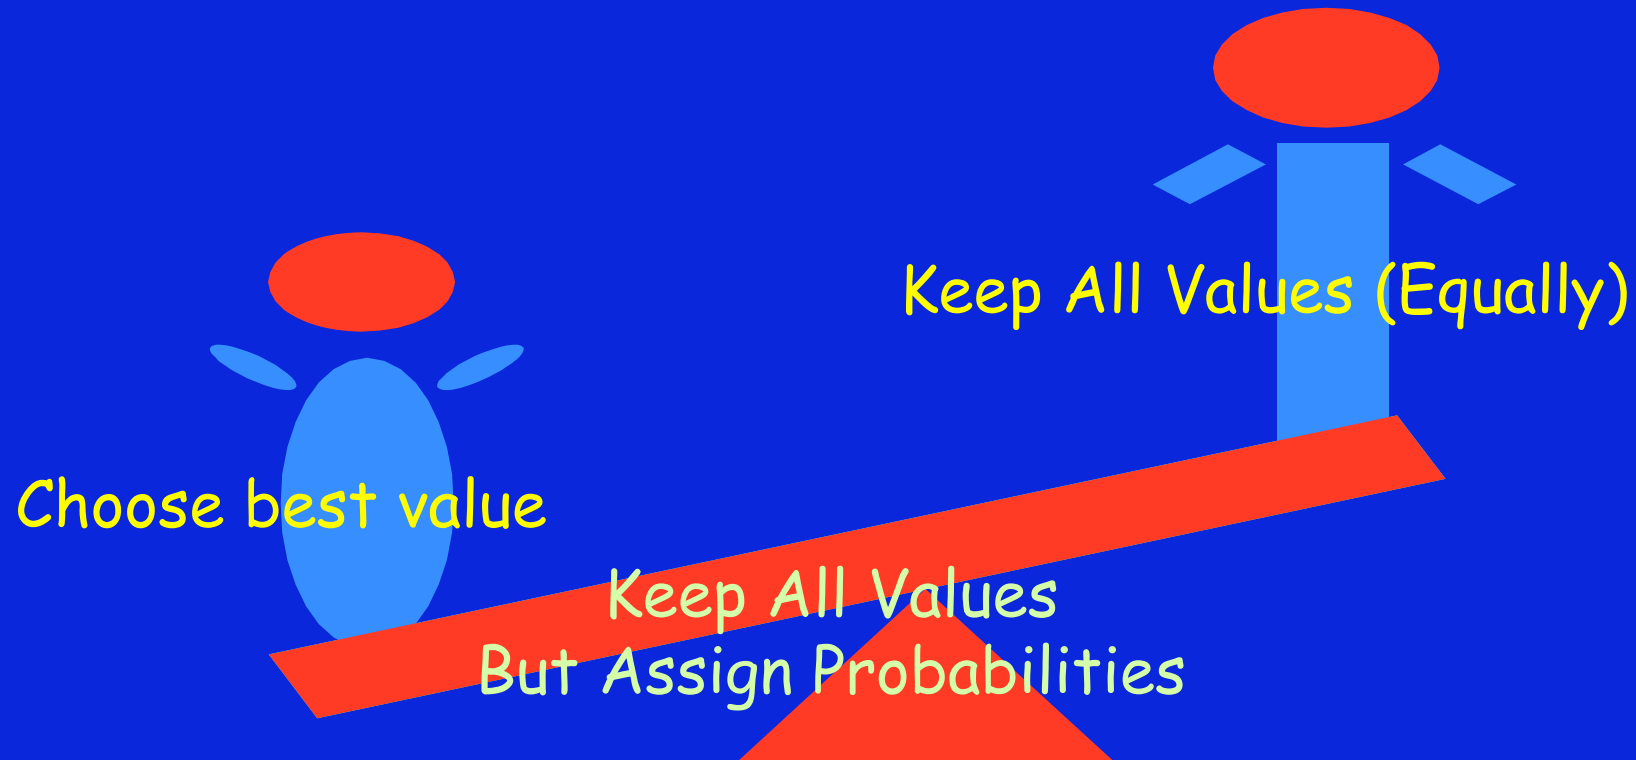 Keep All Values (Equally)
Choose best value
Keep All Values
But Assign Probabilities